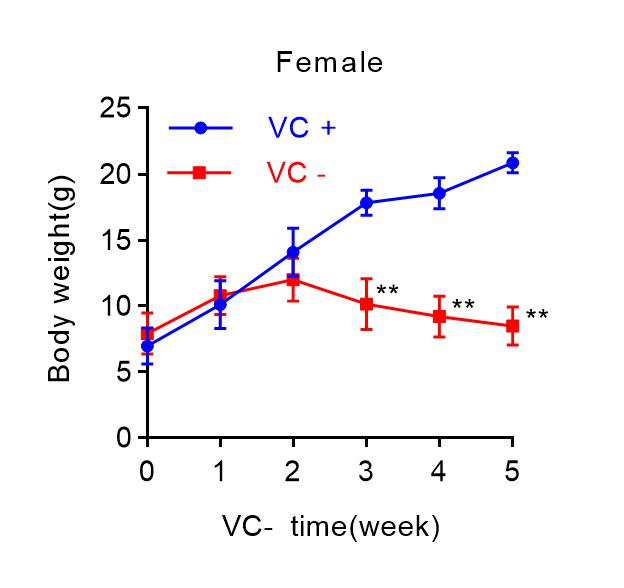 Female
25
20
15
10
5
0
VC +
VC -
Body weight(g)
**
**
**
0 1 2 3 4 5
VC- time(week)